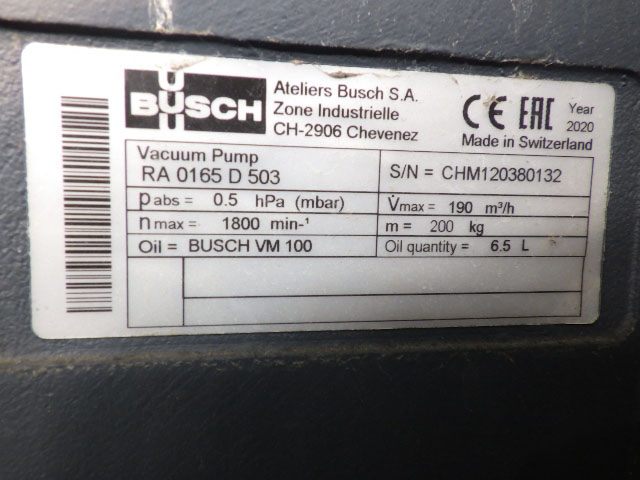 BUSCH
Ateliers Busch S.A.
Zone Industrielle
CH-2906 Chevenez
CE EAC Year
2020
Made in Switzerland
Vacuum Pump
RA 0165 D 503
S/N = CHM120380132
pabs = 0.5 hPa (mbar)
V̇max = 190 m³/h
nmax = 1800 min-¹
m = 200 kg
Oil = BUSCH VM 100
Oil quantity = 6.5 L